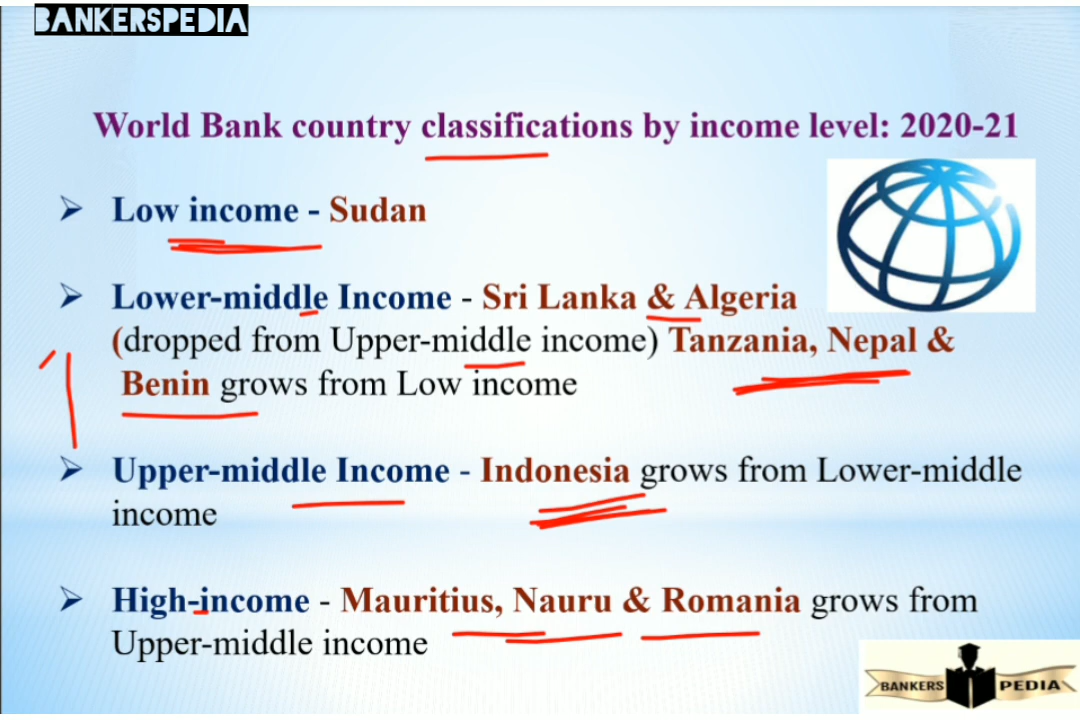 BANKERSPEDIA
World Bank country classifications by income level: 2020-21
➢ Low income - Sudan
➢ Lower-middle Income - Sri Lanka & Algeria
(dropped from Upper-middle income) Tanzania, Nepal &
Benin grows from Low income
➢ Upper-middle Income - Indonesia grows from Lower-middle
income
➢ High-income - Mauritius, Nauru & Romania grows from
Upper-middle income
BANKERS PEDIA